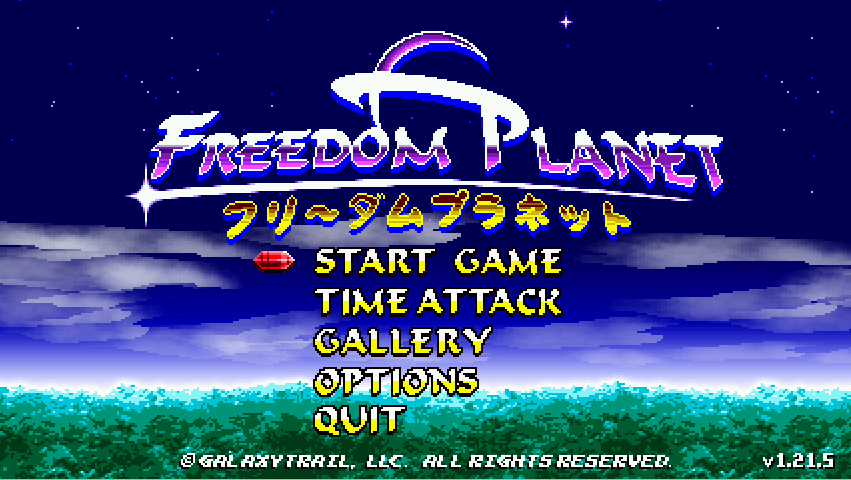 FREEDOM PLANET
フリーダムプラネット
START GAME
TIME ATTACK
GALLERY
OPTIONS
QUIT
©GALAXYTRAIL, LLC. ALL RIGHTS RESERVED.
v1.21.5